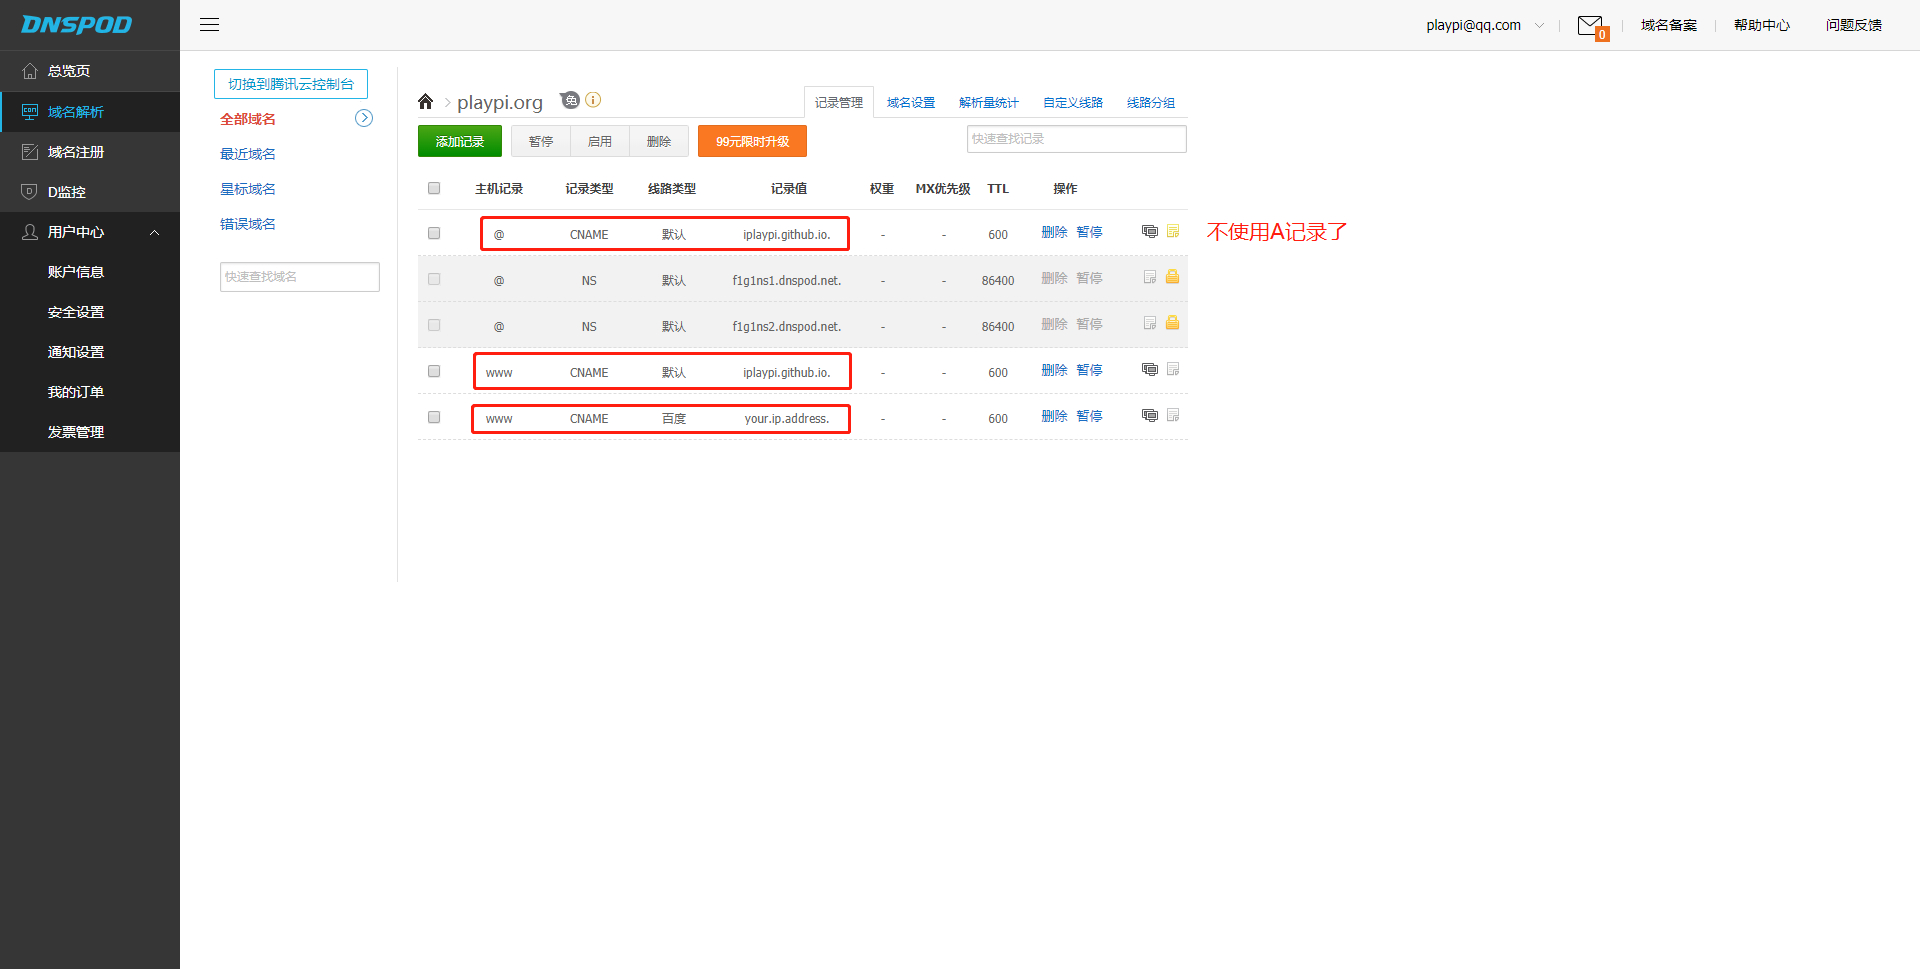 DNSPOD
playpi@qq.com
0
域名备案
帮助中心
问题反馈
总览页
域名解析
域名注册
D监控
用户中心
账户信息
安全设置
通知设置
我的订单
发票管理
切换到腾讯云控制台
全部域名
最近域名
星标域名
错误域名
快速查找域名
playpi.org 免
记录管理 域名设置 解析量统计 自定义线路 线路分组
添加记录 暂停 启用 删除 99元限时升级 快速查找记录
主机记录 记录类型 线路类型 记录值 权重 MX优先级 TTL 操作
@ CNAME 默认 iplaypi.github.io. - - 600 删除 暂停 不使用A记录了
@ NS 默认 f1g1ns1.dnspod.net. - - 86400 删除 暂停
@ NS 默认 f1g1ns2.dnspod.net. - - 86400 删除 暂停
www CNAME 默认 iplaypi.github.io. - - 600 删除 暂停
www CNAME 百度 your.ip.address. - - 600 删除 暂停